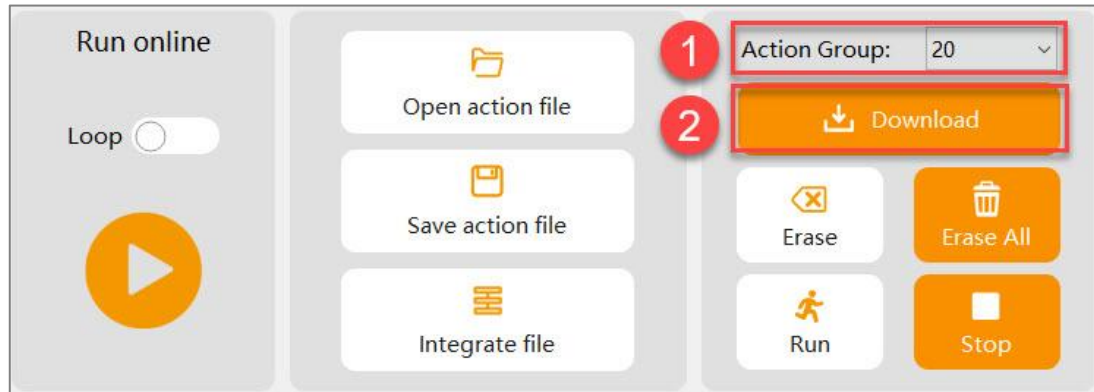 Run online
Loop
Open action file
Save action file
Integrate file
1
Action Group: 20
2
Download
Erase
Erase All
Run
Stop